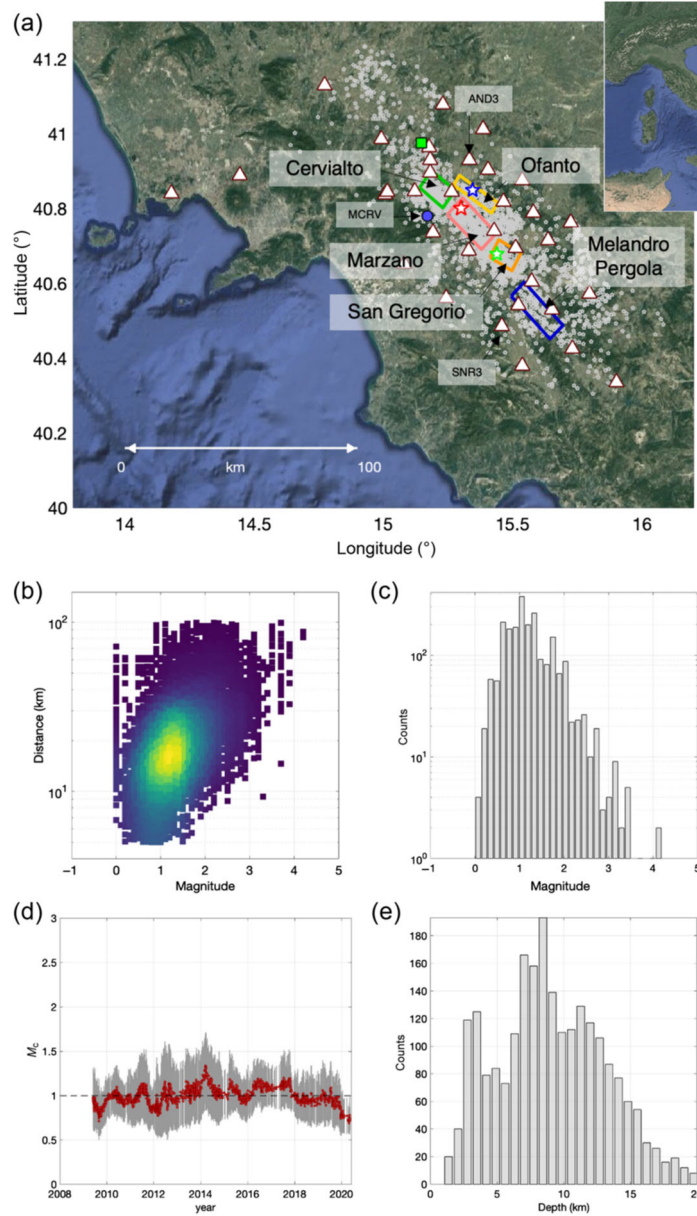 (a)
41.2
41
40.8
40.6
40.4
40.2
40
Latitude (°)
AND3
Cervialto
Ofanto
MCRV
Marzano
Melandro
Pergola
San Gregorio
SNR3
0 km 100
14 14.5 15 15.5 16
Longitude (°)
(b)
10²
10¹
Distance (km)
−1 0 1 2 3 4 5
Magnitude
(c)
10²
10¹
10⁰
Counts
−1 0 1 2 3 4 5
Magnitude
(d)
3
2.5
2
1.5
1
0.5
0
Mc
2008 2010 2012 2014 2016 2018 2020
year
(e)
180
160
140
120
100
80
60
40
20
0
Counts
0 5 10 15 20
Depth (km)